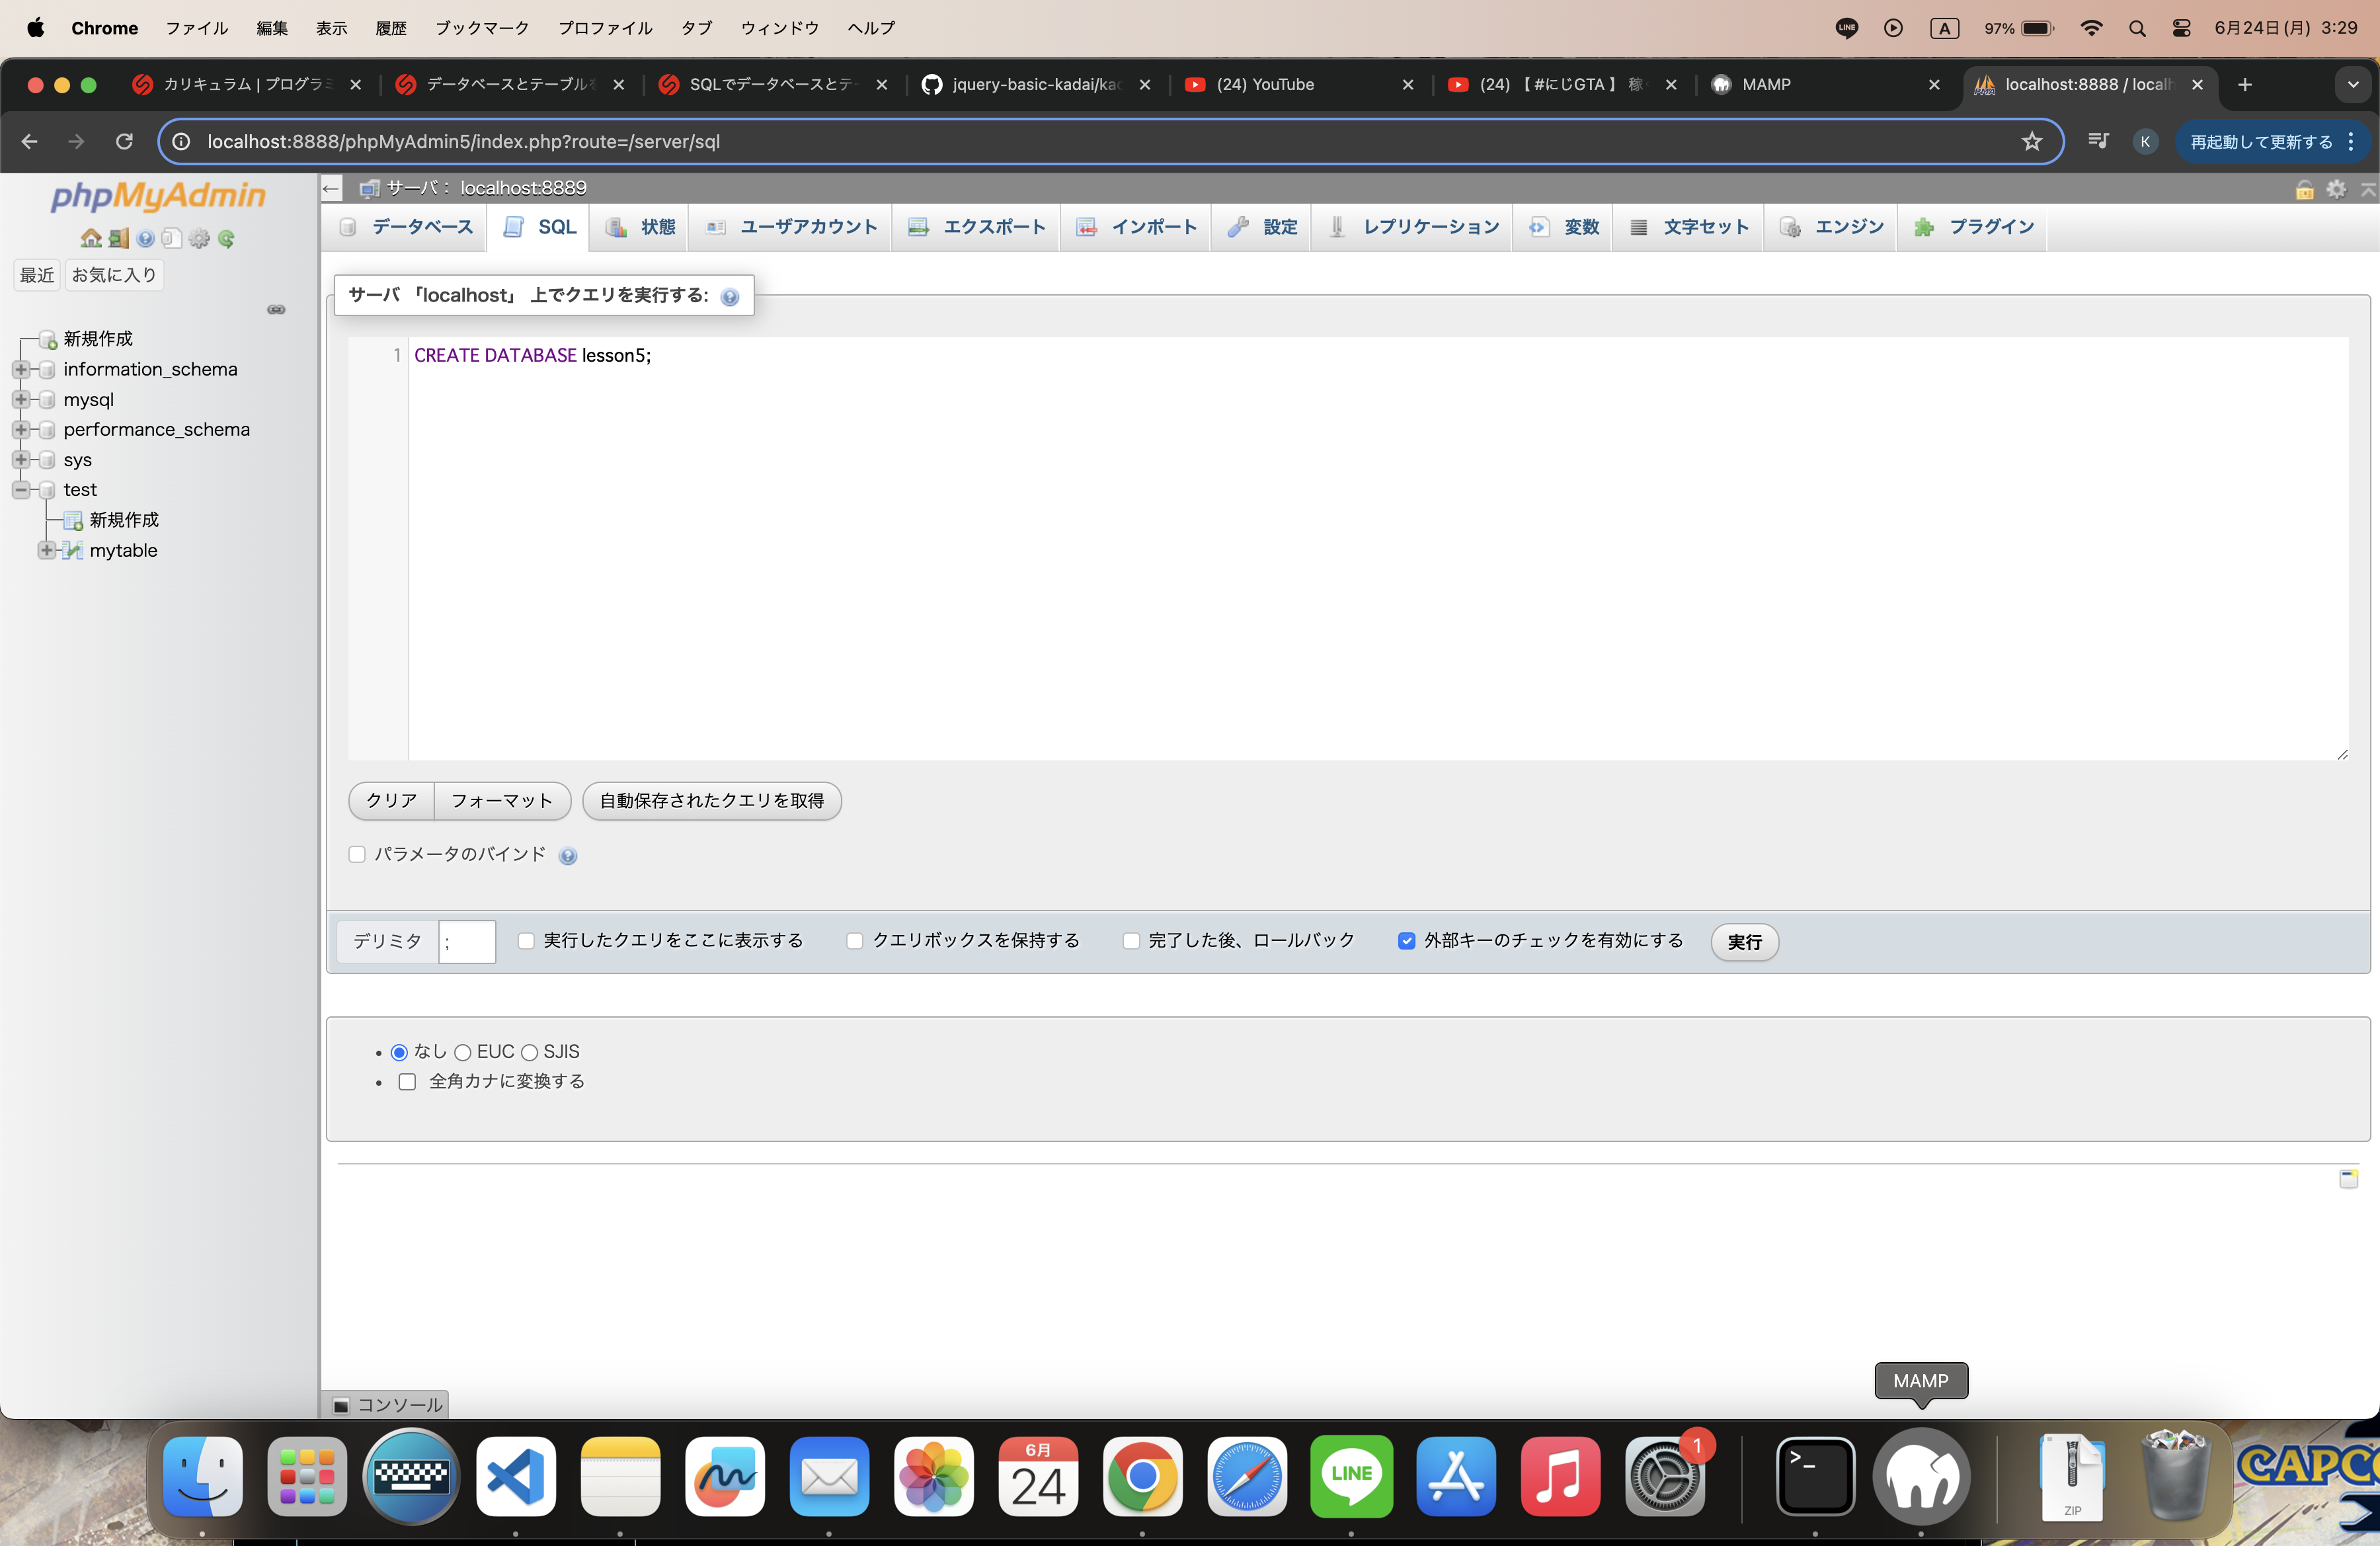 Chrome ファイル 編集 表示 履歴 ブックマーク プロファイル タブ ウィンドウ ヘルプ LINE A 97% 6月24日(月) 3:29
カリキュラム | プログラミ データベースとテーブルを SQLでデータベースとテー jquery-basic-kadai/kac (24) YouTube (24) 【 #にじGTA 】 稼 MAMP localhost:8888 / localh
localhost:8888/phpMyAdmin5/index.php?route=/server/sql K 再起動して更新する
phpMyAdmin
サーバ: localhost:8889
データベース SQL 状態 ユーザアカウント エクスポート インポート 設定 レプリケーション 変数 文字セット エンジン プラグイン
最近 お気に入り
新規作成
information_schema
mysql
performance_schema
sys
test
新規作成
mytable
サーバ 「localhost」 上でクエリを実行する:
1 CREATE DATABASE lesson5;
クリア フォーマット 自動保存されたクエリを取得
パラメータのバインド
デリミタ ; 実行したクエリをここに表示する クエリボックスを保持する 完了した後、ロールバック 外部キーのチェックを有効にする 実行
なし EUC SJIS
全角カナに変換する
コンソール
MAMP
6月
24
LINE
1
>_
ZIP
CAPCO